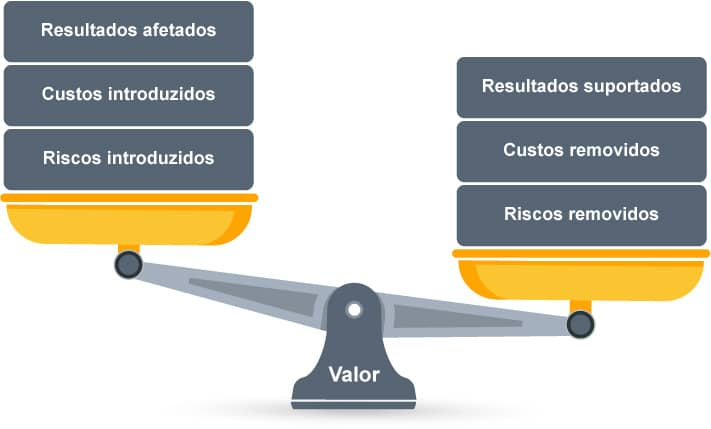 Resultados afetados
Custos introduzidos
Riscos introduzidos
Resultados suportados
Custos removidos
Riscos removidos
Valor